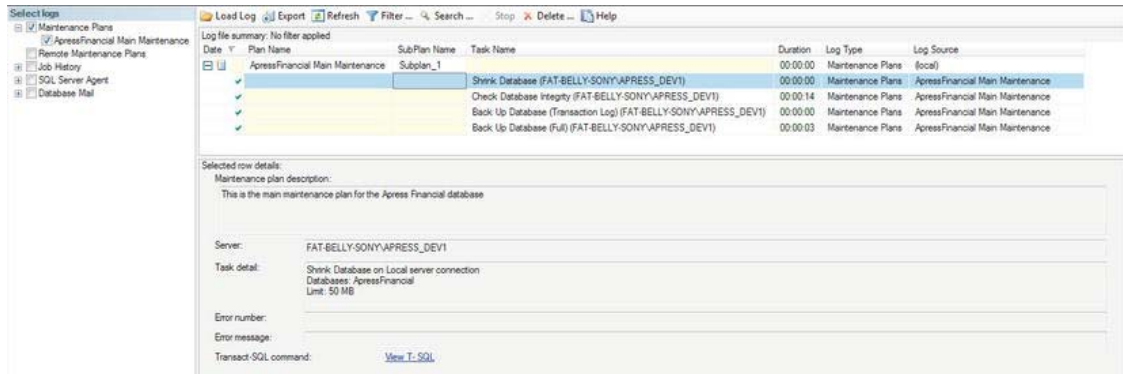 Select logs
Maintenance Plans
ApressFinancial Main Maintenance
Remote Maintenance Plans
Job History
SQL Server Agent
Database Mail
Load Log Export Refresh Filter ... Search ... Stop Delete ... Help
Log file summary: No filter applied
Date Plan Name SubPlan Name Task Name Duration Log Type Log Source
ApressFinancial Main Maintenance Subplan_1 00:00:00 Maintenance Plans (local)
Shrink Database (FAT-BELLY-SONY\APRESS_DEV1) 00:00:00 Maintenance Plans ApressFinancial Main Maintenance
Check Database Integrity (FAT-BELLY-SONY\APRESS_DEV1) 00:00:14 Maintenance Plans ApressFinancial Main Maintenance
Back Up Database (Transaction Log) (FAT-BELLY-SONY\APRESS_DEV1) 00:00:00 Maintenance Plans ApressFinancial Main Maintenance
Back Up Database (Full) (FAT-BELLY-SONY\APRESS_DEV1) 00:00:03 Maintenance Plans ApressFinancial Main Maintenance
Selected row details:
Maintenance plan description:
This is the main maintenance plan for the Apress Financial database
Server: FAT-BELLY-SONY\APRESS_DEV1
Task detail: Shrink Database on Local server connection
Databases: ApressFinancial
Limit: 50 MB
Error number:
Error message:
Transact-SQL command: View T- SQL